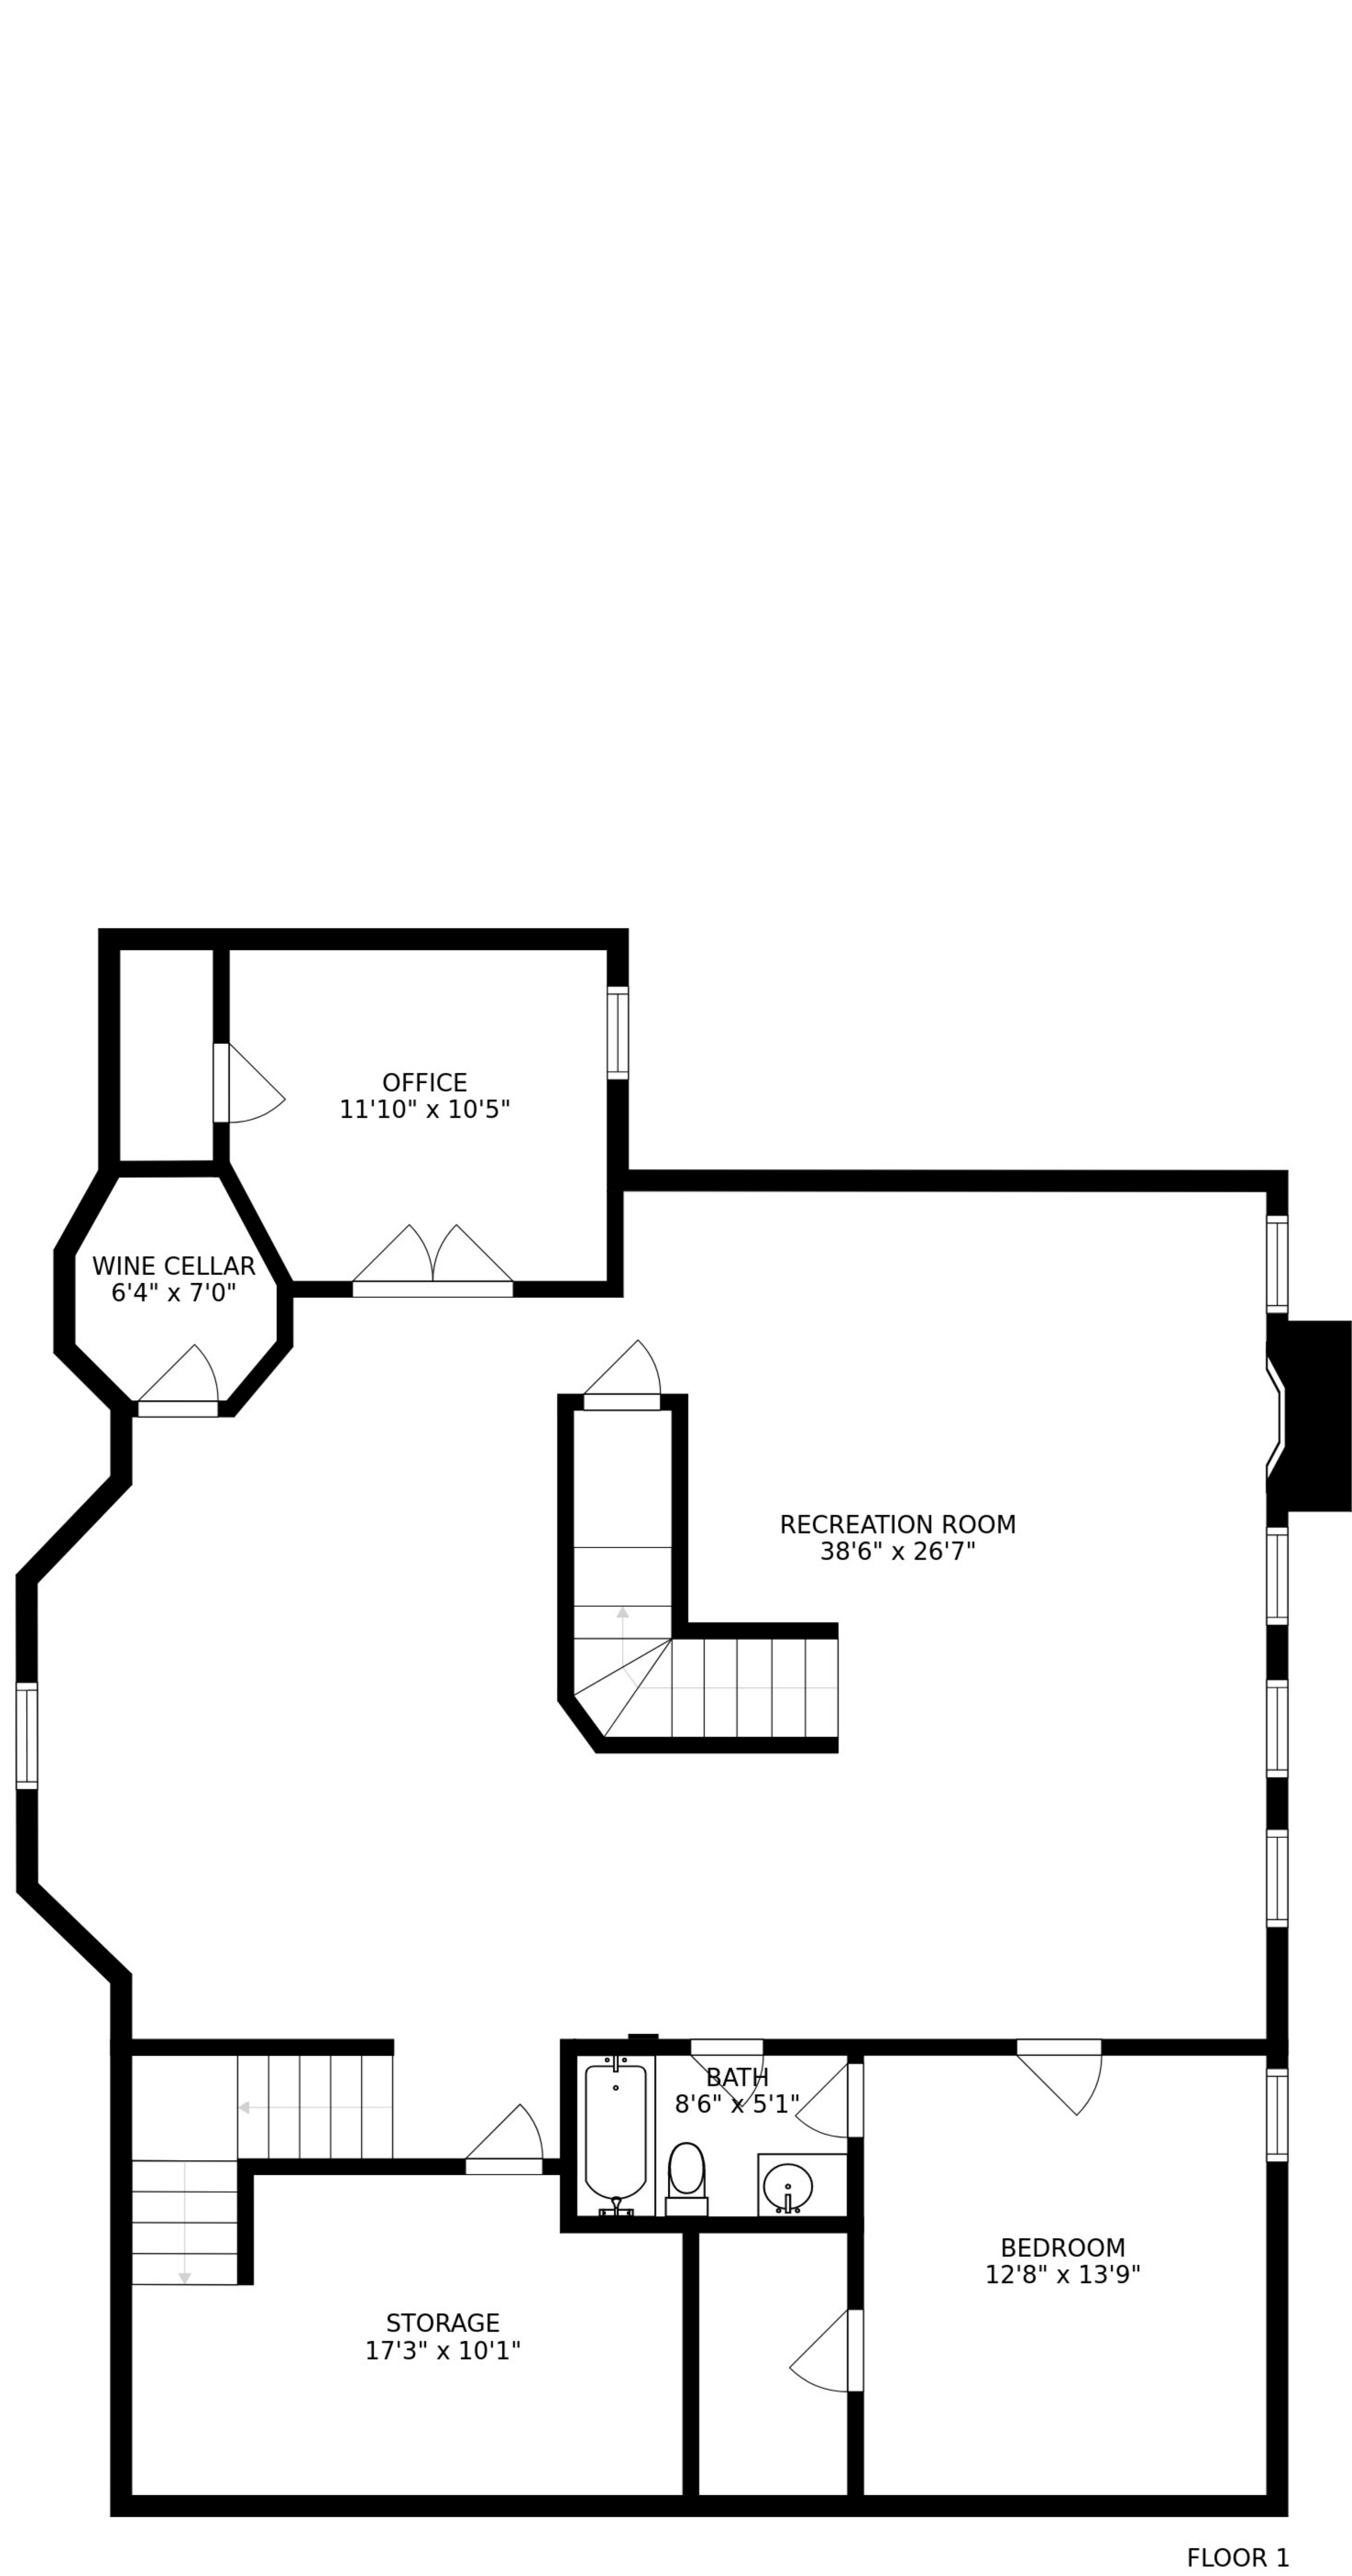 OFFICE
11'10" x 10'5"
WINE CELLAR
6'4" x 7'0"
RECREATION ROOM
38'6" x 26'7"
BATH
8'6" x 5'1"
BEDROOM
12'8" x 13'9"
STORAGE
17'3" x 10'1"
FLOOR 1